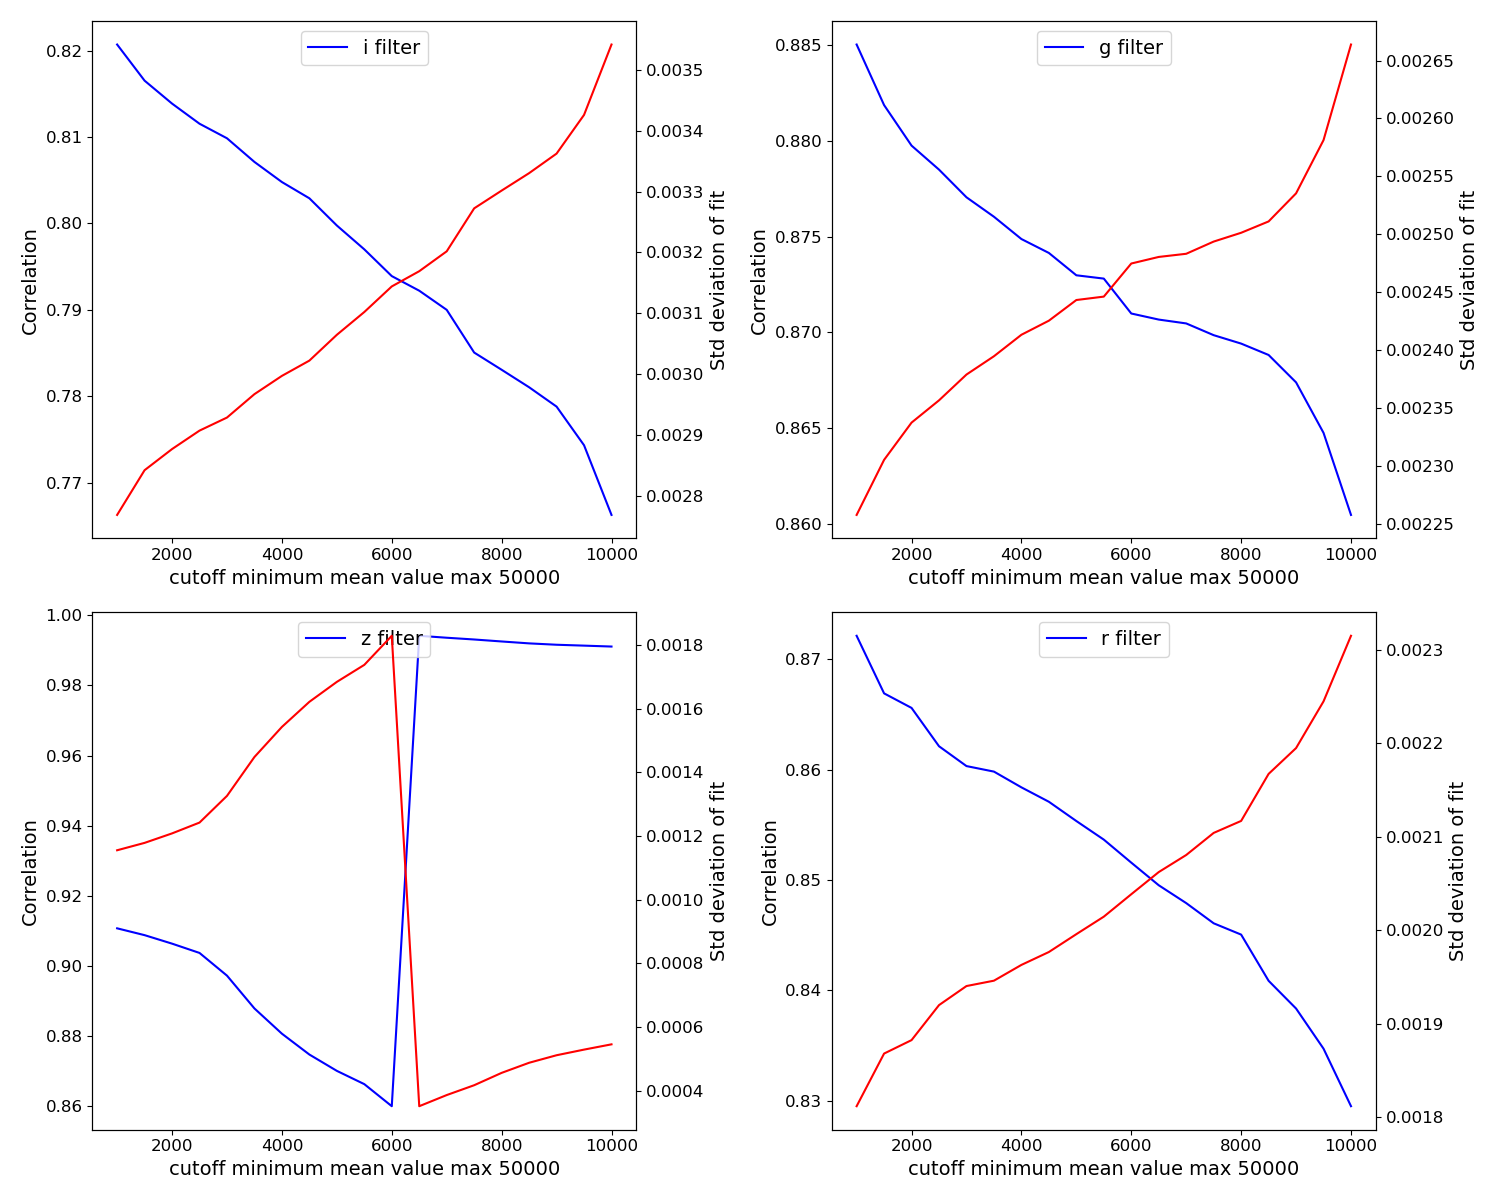 i filter
0.82
0.81
0.80
0.79
0.78
0.77
Correlation
0.0035
0.0034
0.0033
0.0032
0.0031
0.0030
0.0029
0.0028
Std deviation of fit
2000 4000 6000 8000 10000
cutoff minimum mean value max 50000
g filter
0.885
0.880
0.875
0.870
0.865
0.860
Correlation
0.00265
0.00260
0.00255
0.00250
0.00245
0.00240
0.00235
0.00230
0.00225
Std deviation of fit
2000 4000 6000 8000 10000
cutoff minimum mean value max 50000
z filter
1.00
0.98
0.96
0.94
0.92
0.90
0.88
0.86
Correlation
0.0018
0.0016
0.0014
0.0012
0.0010
0.0008
0.0006
0.0004
Std deviation of fit
2000 4000 6000 8000 10000
cutoff minimum mean value max 50000
r filter
0.87
0.86
0.85
0.84
0.83
Correlation
0.0023
0.0022
0.0021
0.0020
0.0019
0.0018
Std deviation of fit
2000 4000 6000 8000 10000
cutoff minimum mean value max 50000